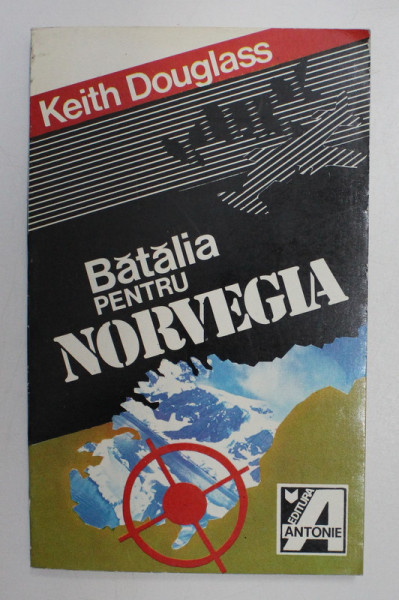 Keith Douglass
Bătălia
PENTRU
NORVEGIA
EDITURA
A
ANTONIE